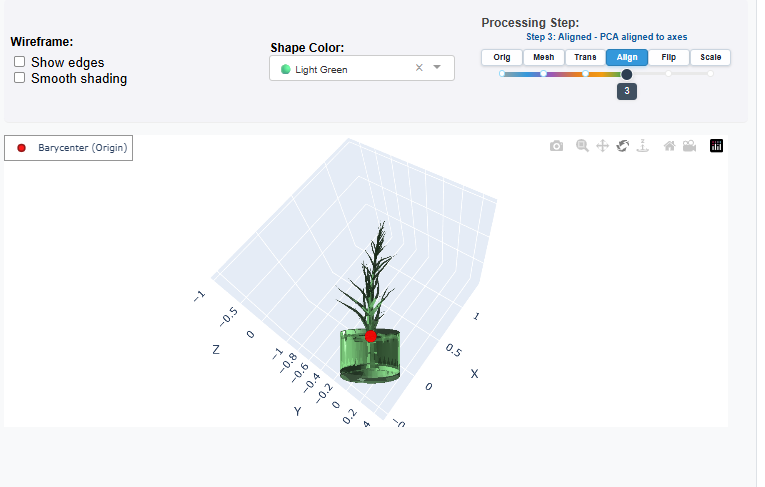 Processing Step:
Step 3: Aligned - PCA aligned to axes
Wireframe:
Show edges
Smooth shading
Shape Color:
Light Green
Orig Mesh Trans Align Flip Scale
3
Barycenter (Origin)
−1
−0.5
0
Z
−1
−0.8
−0.6
−0.4
−0.2
0
0.2
Y
1
0.5
0
X